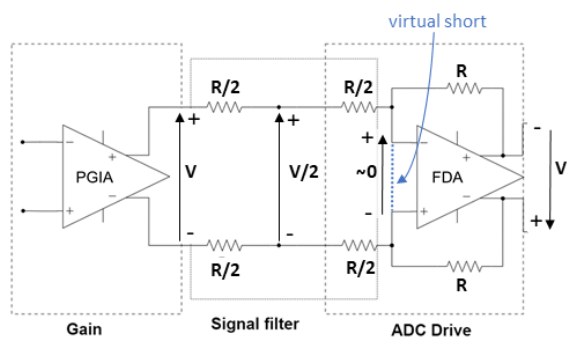 virtual short
R/2
R/2
R
+
+
+
-
-
+
V
V/2
~0
PGIA
FDA
V
-
+
-
+
-
-
-
+
+
R/2
R/2
R
Gain
Signal filter
ADC Drive